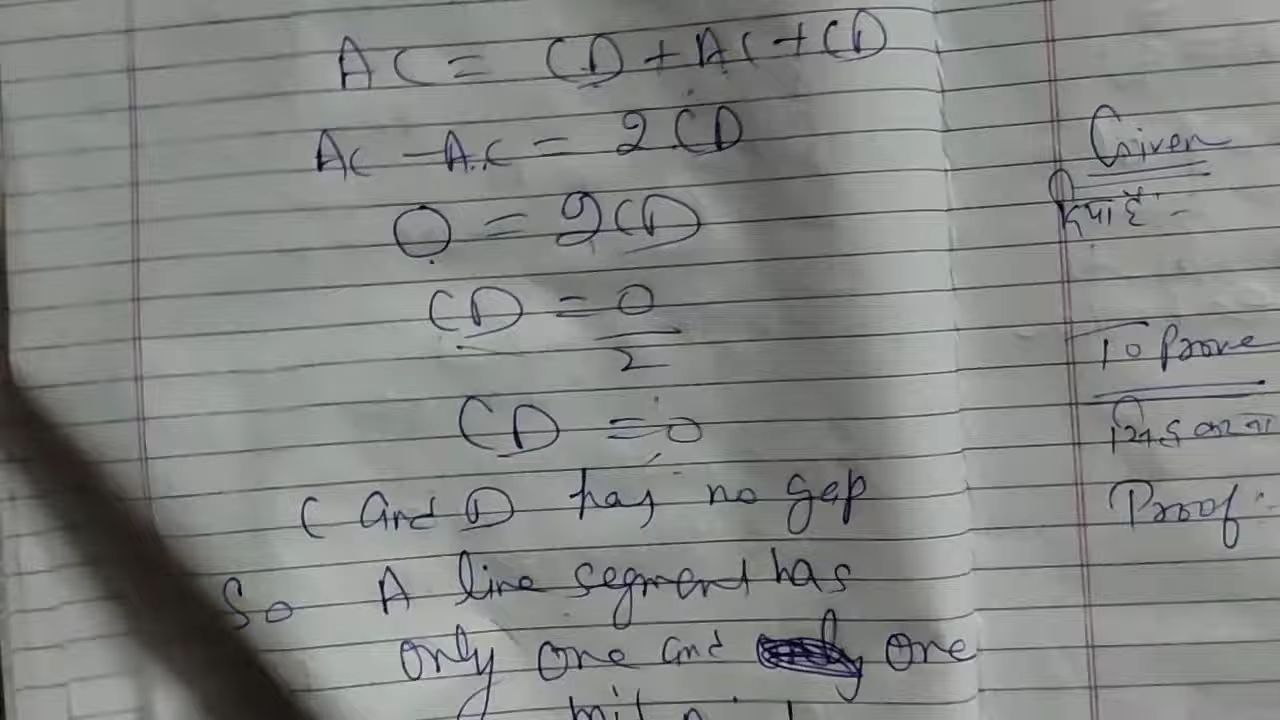 AC = CD + AC + CD
AC - AC = 2CD
0 = 2CD
CD = 0/2
CD = 0
C and D has no gap
So A line segment has
only one and one
Given
दिया है -
To Prove
सिद्ध करना
Proof :